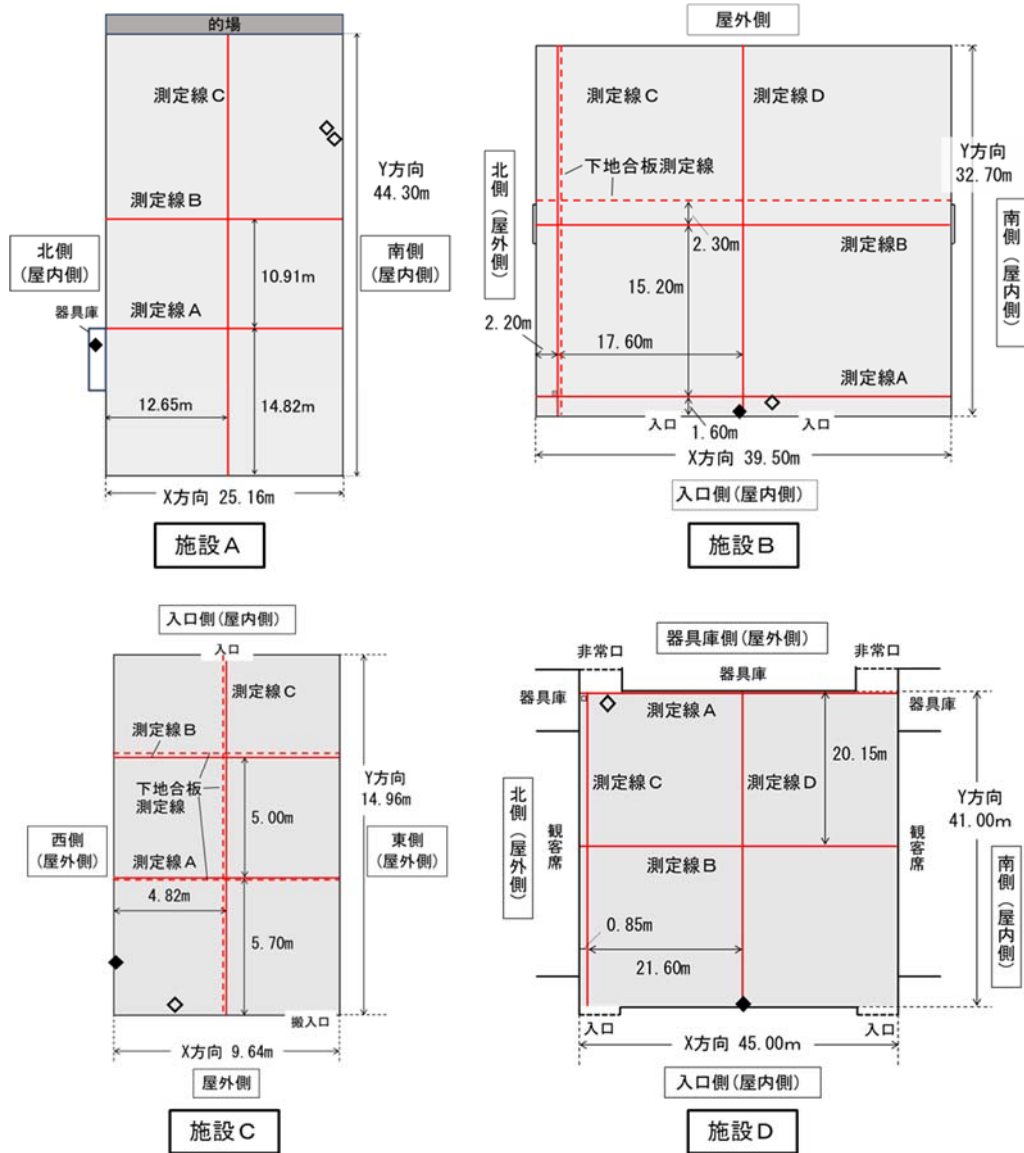 的場
測定線C
Y方向
44.30m
測定線B
北側
(屋内側)
南側
(屋内側)
10.91m
器具庫
測定線A
12.65m
14.82m
X方向 25.16m
施設A
屋外側
測定線C
測定線D
北側(屋外側)
下地合板測定線
Y方向
32.70m
2.30m
測定線B
南側(屋内側)
15.20m
2.20m
17.60m
測定線A
入口
1.60m
入口
X方向 39.50m
入口側(屋内側)
施設B
入口側(屋内側)
入口
測定線C
測定線B
下地合板
測定線
Y方向
14.96m
5.00m
西側
(屋外側)
東側
(屋外側)
測定線A
4.82m
5.70m
搬入口
X方向 9.64m
屋外側
施設C
器具庫側(屋外側)
非常口
非常口
器具庫
器具庫
器具庫
測定線A
20.15m
測定線C
測定線D
Y方向
41.00m
北側(屋外側)
観客席
観客席
測定線B
南側(屋内側)
0.85m
21.60m
入口
入口
X方向 45.00m
入口側(屋内側)
施設D